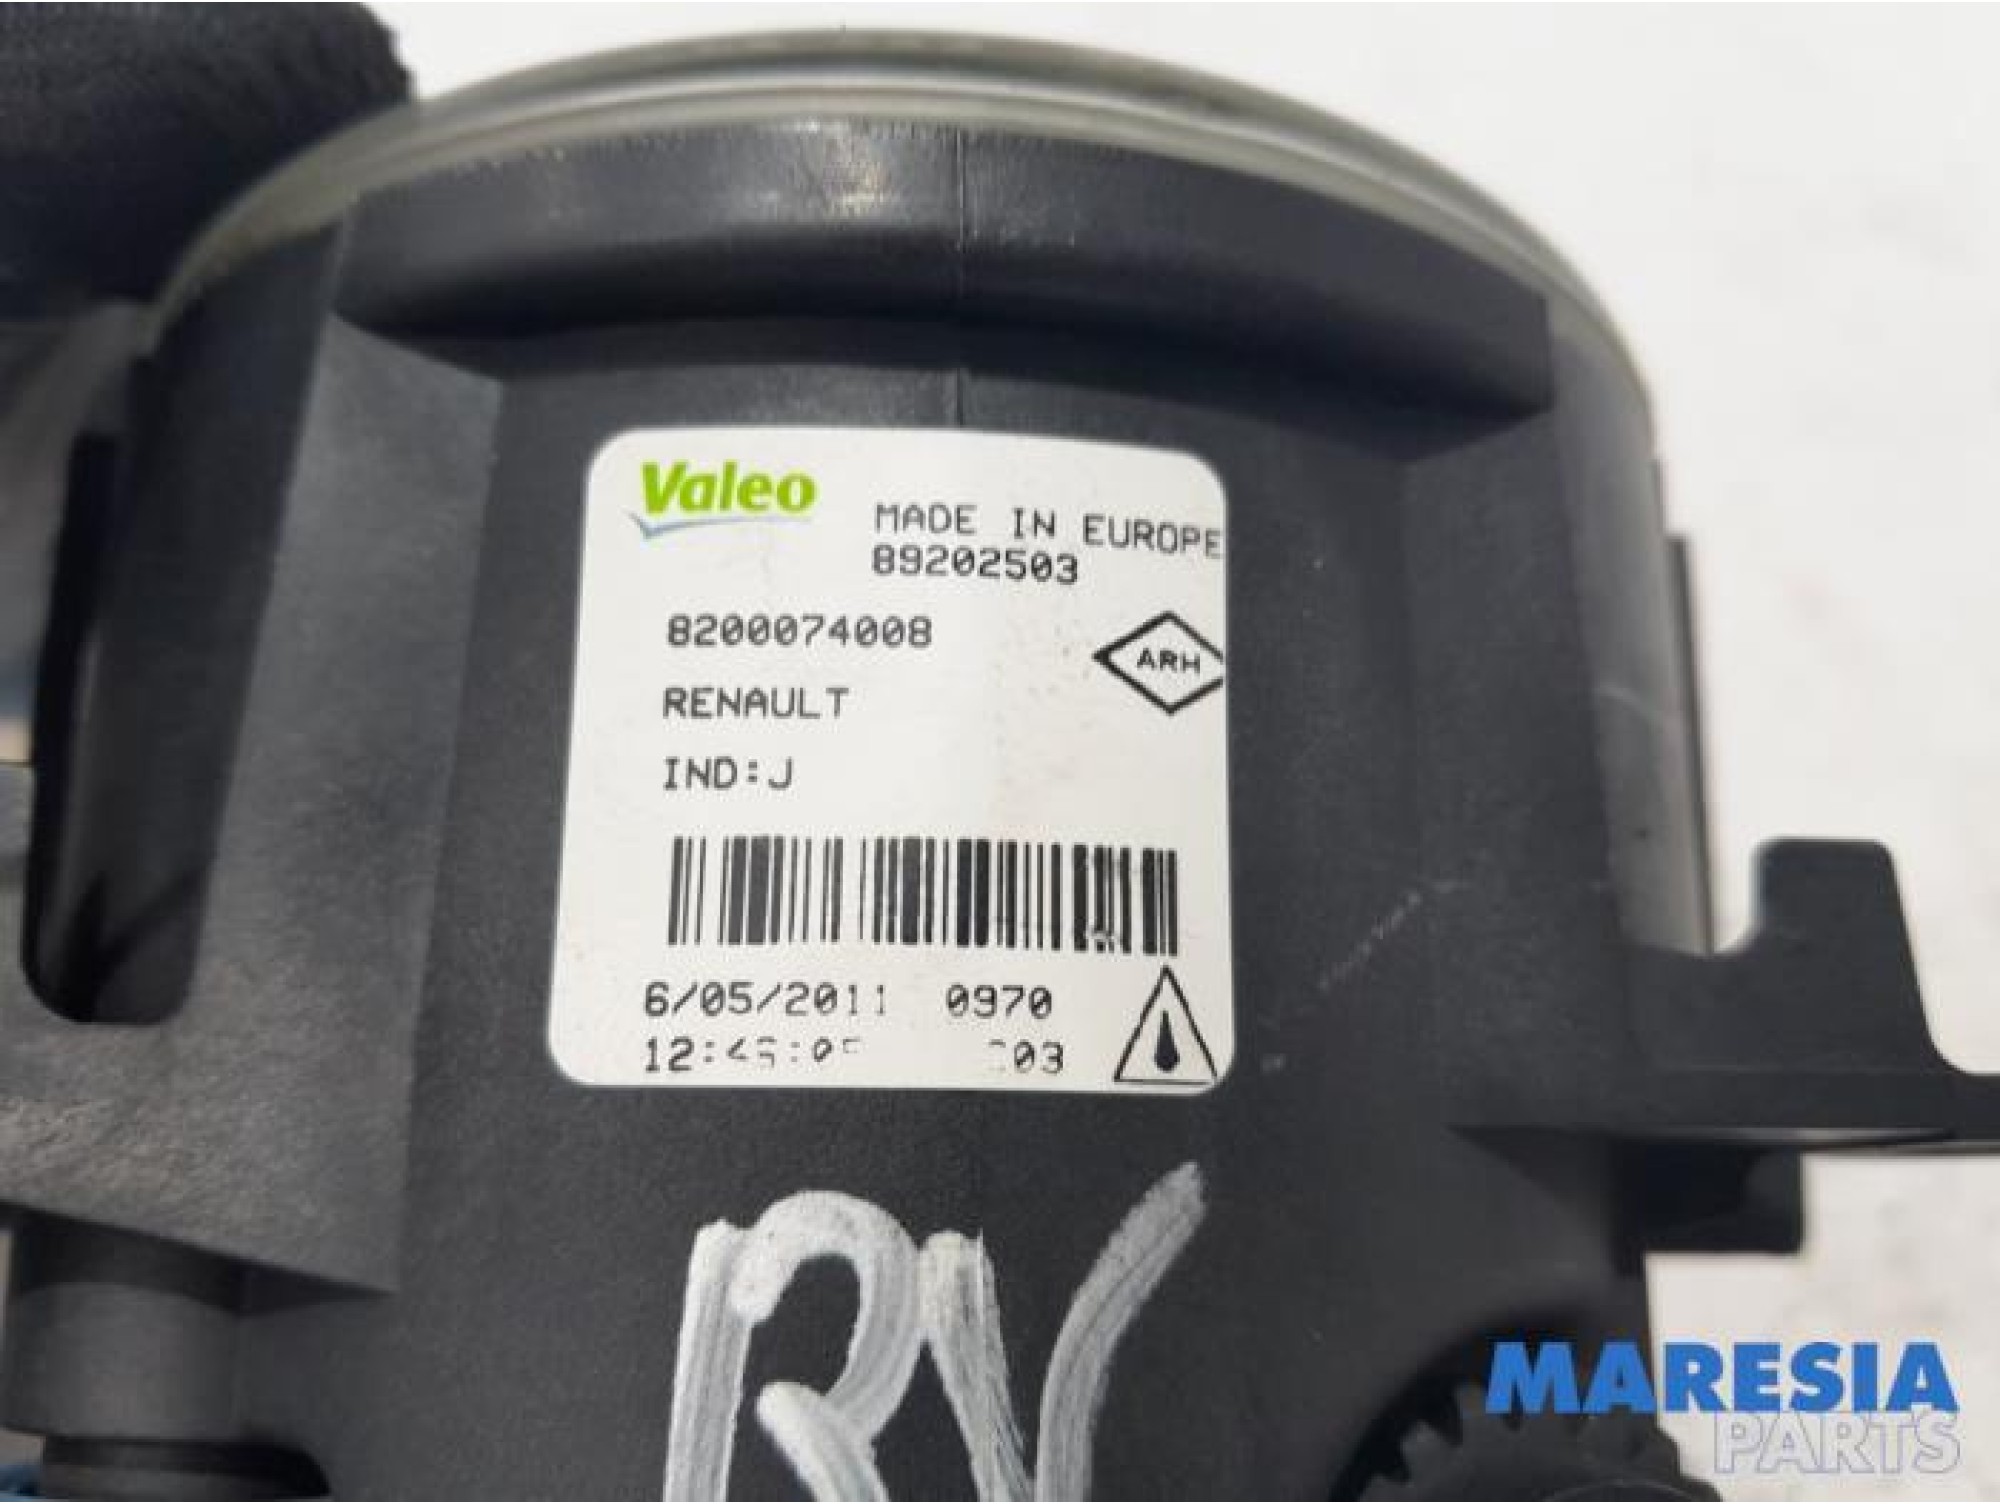 Valeo
MADE IN EUROPE
89202503
8200074008
ARH
RENAULT
IND:J
6/05/2011 0970
RV
MARESIA
PARTS